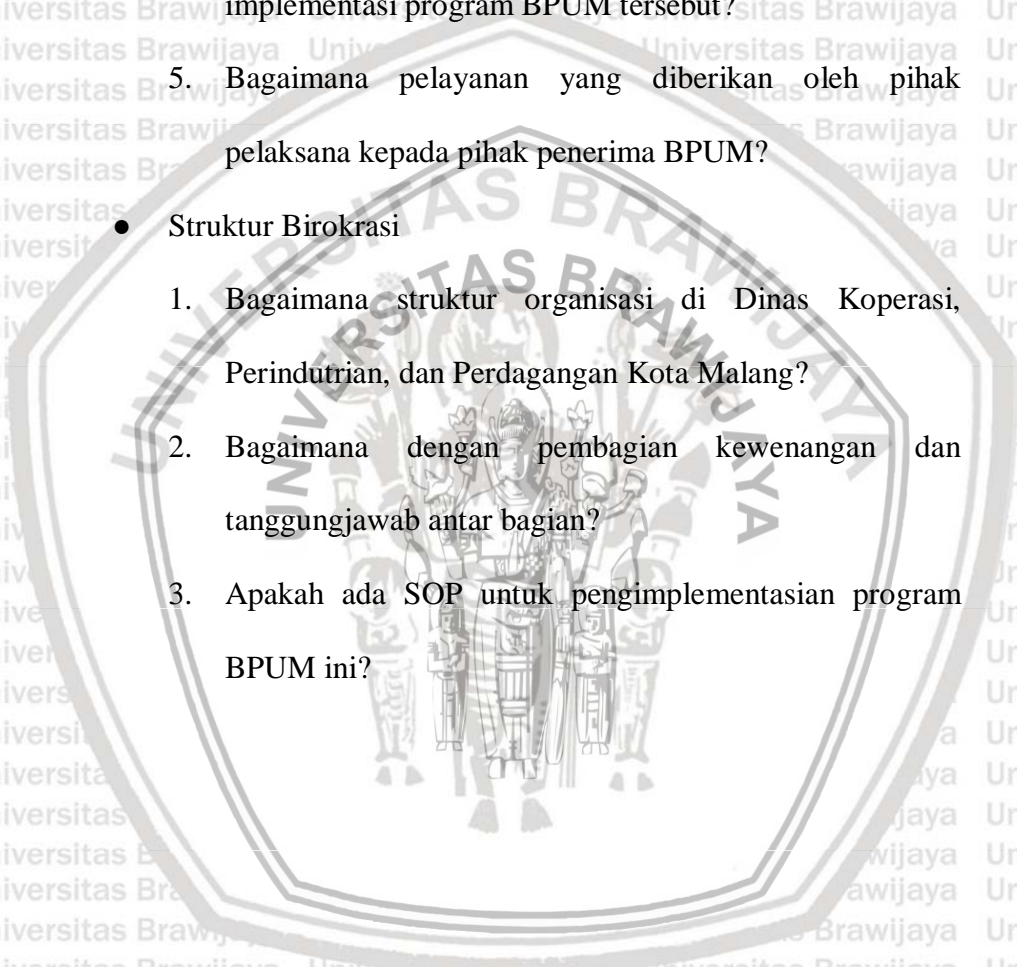 implementasi program BPUM tersebut?
5. Bagaimana pelayanan yang diberikan oleh pihak
pelaksana kepada pihak penerima BPUM?
● Struktur Birokrasi
1. Bagaimana struktur organisasi di Dinas Koperasi,
Perindutrian, dan Perdagangan Kota Malang?
2. Bagaimana dengan pembagian kewenangan dan
tanggungjawab antar bagian?
3. Apakah ada SOP untuk pengimplementasian program
BPUM ini?
UNIVERSITAS BRAWIJAYA